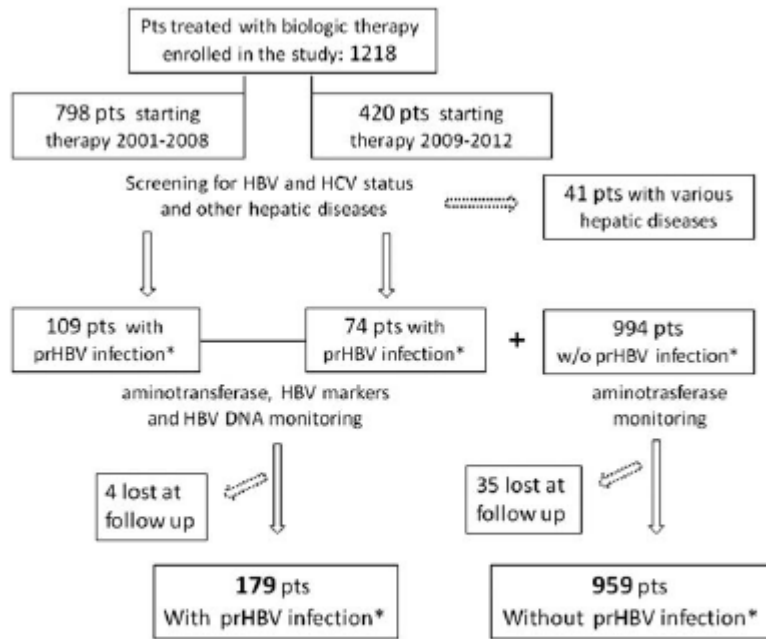 Pts treated with biologic therapy
enrolled in the study: 1218
798 pts starting
therapy 2001-2008
420 pts starting
therapy 2009-2012
Screening for HBV and HCV status
and other hepatic diseases
41 pts with various
hepatic diseases
109 pts with
prHBV infection*
74 pts with
prHBV infection*
+
994 pts
w/o prHBV infection*
aminotransferase, HBV markers
and HBV DNA monitoring
aminotrasferase
monitoring
4 lost at
follow up
35 lost at
follow up
179 pts
With prHBV infection*
959 pts
Without prHBV infection*